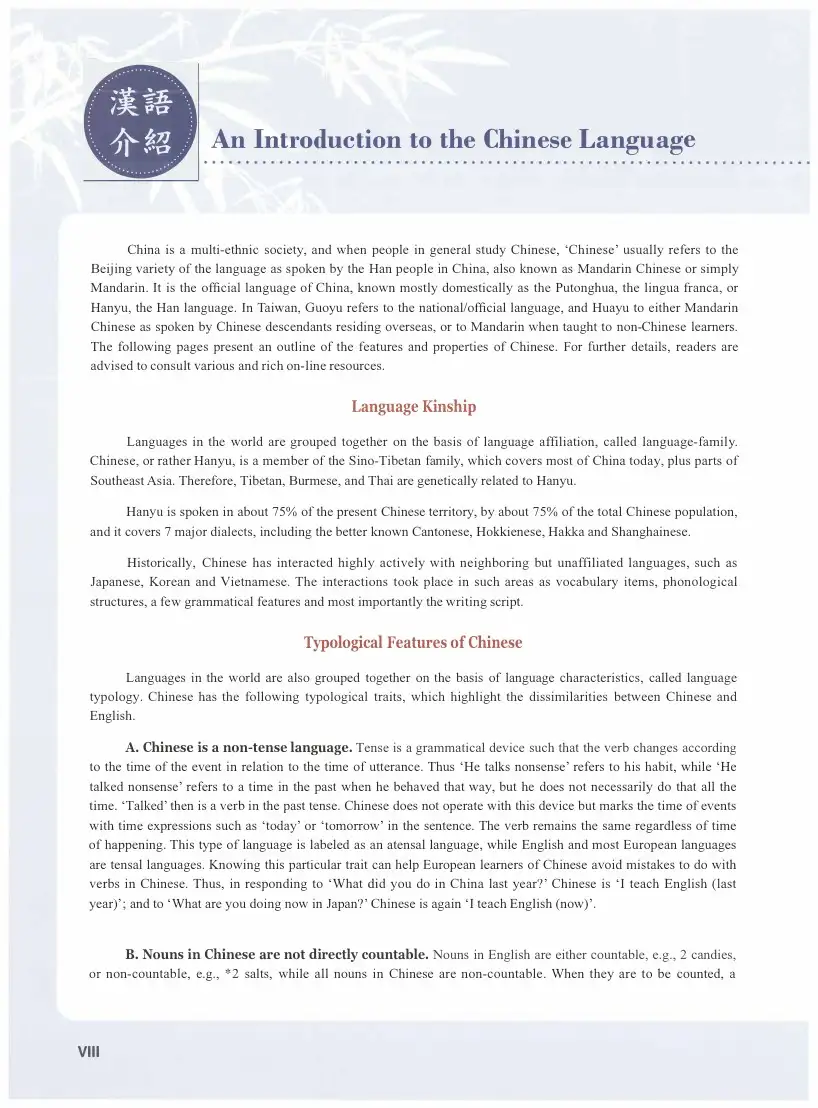 漢語
介紹
An Introduction to the Chinese Language
China is a multi-ethnic society, and when people in general study Chinese, ‘Chinese’ usually refers to the
Beijing variety of the language as spoken by the Han people in China, also known as Mandarin Chinese or simply
Mandarin. It is the official language of China, known mostly domestically as the Putonghua, the lingua franca, or
Hanyu, the Han language. In Taiwan, Guoyu refers to the national/official language, and Huayu to either Mandarin
Chinese as spoken by Chinese descendants residing overseas, or to Mandarin when taught to non-Chinese learners.
The following pages present an outline of the features and properties of Chinese. For further details, readers are
advised to consult various and rich on-line resources.
Language Kinship
Languages in the world are grouped together on the basis of language affiliation, called language-family.
Chinese, or rather Hanyu, is a member of the Sino-Tibetan family, which covers most of China today, plus parts of
Southeast Asia. Therefore, Tibetan, Burmese, and Thai are genetically related to Hanyu.
Hanyu is spoken in about 75% of the present Chinese territory, by about 75% of the total Chinese population,
and it covers 7 major dialects, including the better known Cantonese, Hokkienese, Hakka and Shanghainese.
Historically, Chinese has interacted highly actively with neighboring but unaffiliated languages, such as
Japanese, Korean and Vietnamese. The interactions took place in such areas as vocabulary items, phonological
structures, a few grammatical features and most importantly the writing script.
Typological Features of Chinese
Languages in the world are also grouped together on the basis of language characteristics, called language
typology. Chinese has the following typological traits, which highlight the dissimilarities between Chinese and
English.
A. Chinese is a non-tense language. Tense is a grammatical device such that the verb changes according
to the time of the event in relation to the time of utterance. Thus ‘He talks nonsense’ refers to his habit, while ‘He
talked nonsense’ refers to a time in the past when he behaved that way, but he does not necessarily do that all the
time. ‘Talked’ then is a verb in the past tense. Chinese does not operate with this device but marks the time of events
with time expressions such as ‘today’ or ‘tomorrow’ in the sentence. The verb remains the same regardless of time
of happening. This type of language is labeled as an atensal language, while English and most European languages
are tensal languages. Knowing this particular trait can help European learners of Chinese avoid mistakes to do with
verbs in Chinese. Thus, in responding to ‘What did you do in China last year?’ Chinese is ‘I teach English (last
year)’; and to ‘What are you doing now in Japan?’ Chinese is again ‘I teach English (now)’.
B. Nouns in Chinese are not directly countable. Nouns in English are either countable, e.g., 2 candies,
or non-countable, e.g., *2 salts, while all nouns in Chinese are non-countable. When they are to be counted, a
VIII